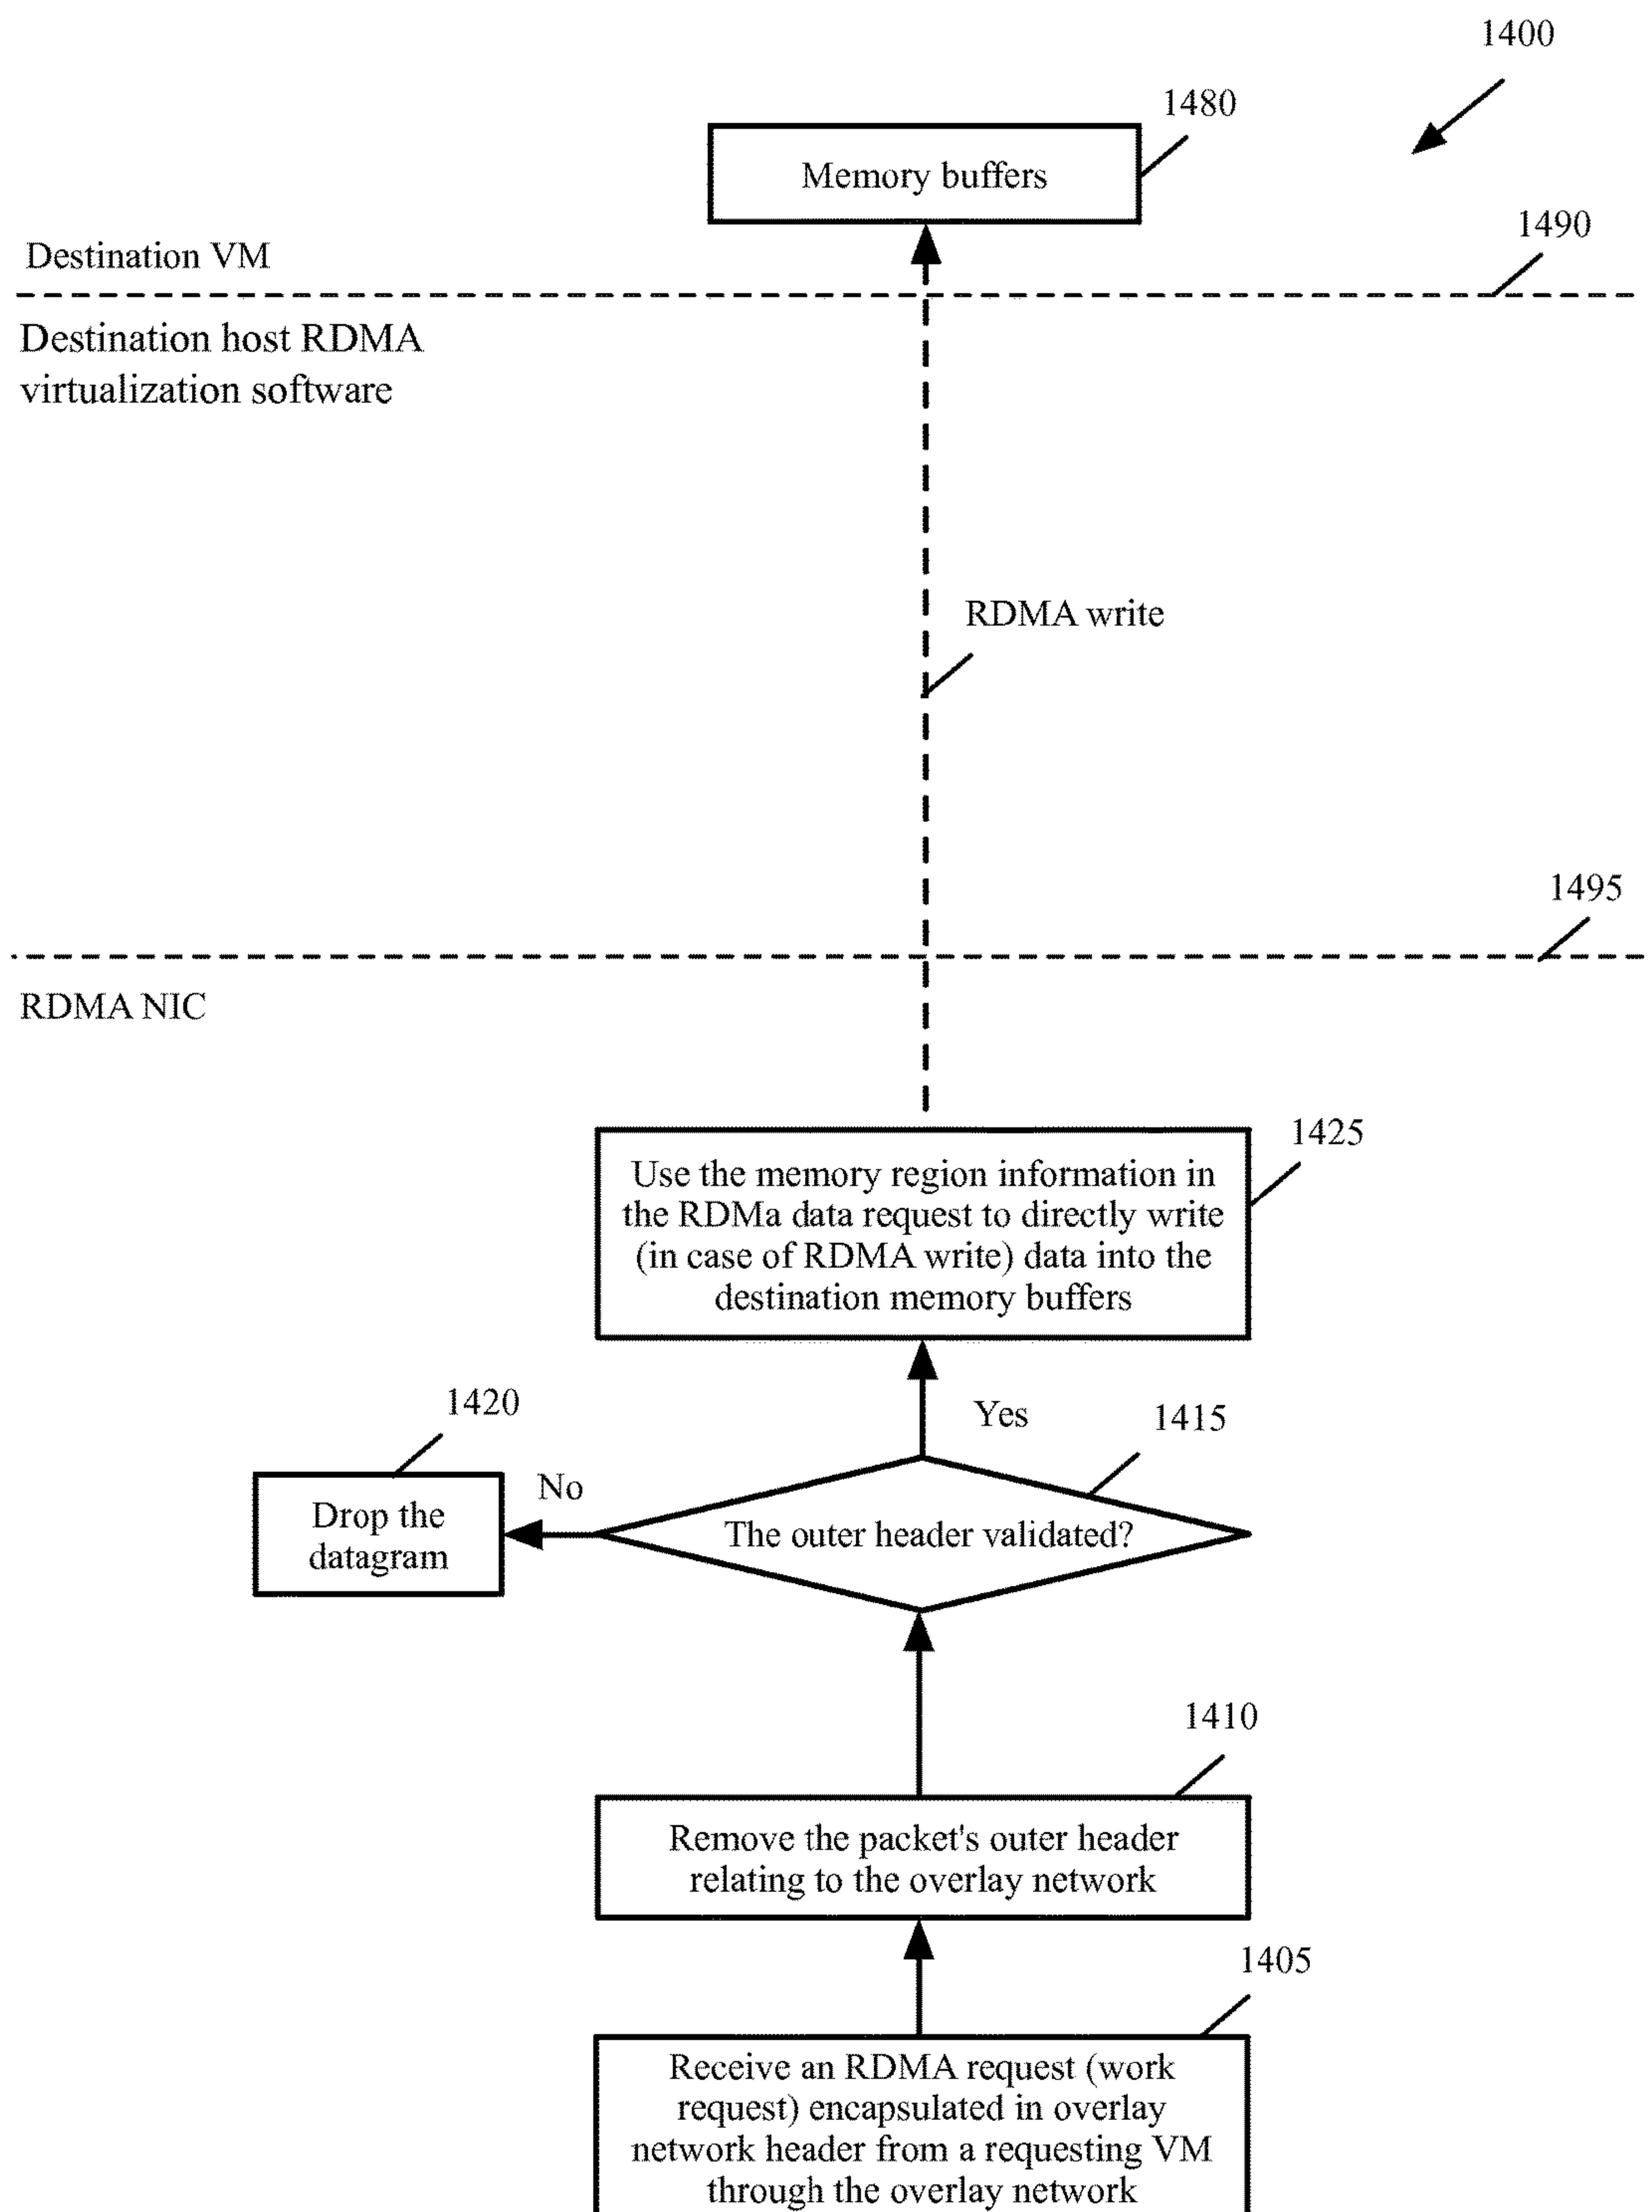 1400
1480
Memory buffers
1490
Destination VM
Destination host RDMA
virtualization software
RDMA write
1495
RDMA NIC
1425
Use the memory region information in
the RDMa data request to directly write
(in case of RDMA write) data into the
destination memory buffers
1420
Yes
1415
No
Drop the
datagram
The outer header validated?
1410
Remove the packet's outer header
relating to the overlay network
1405
Receive an RDMA request (work
request) encapsulated in overlay
network header from a requesting VM
through the overlay network